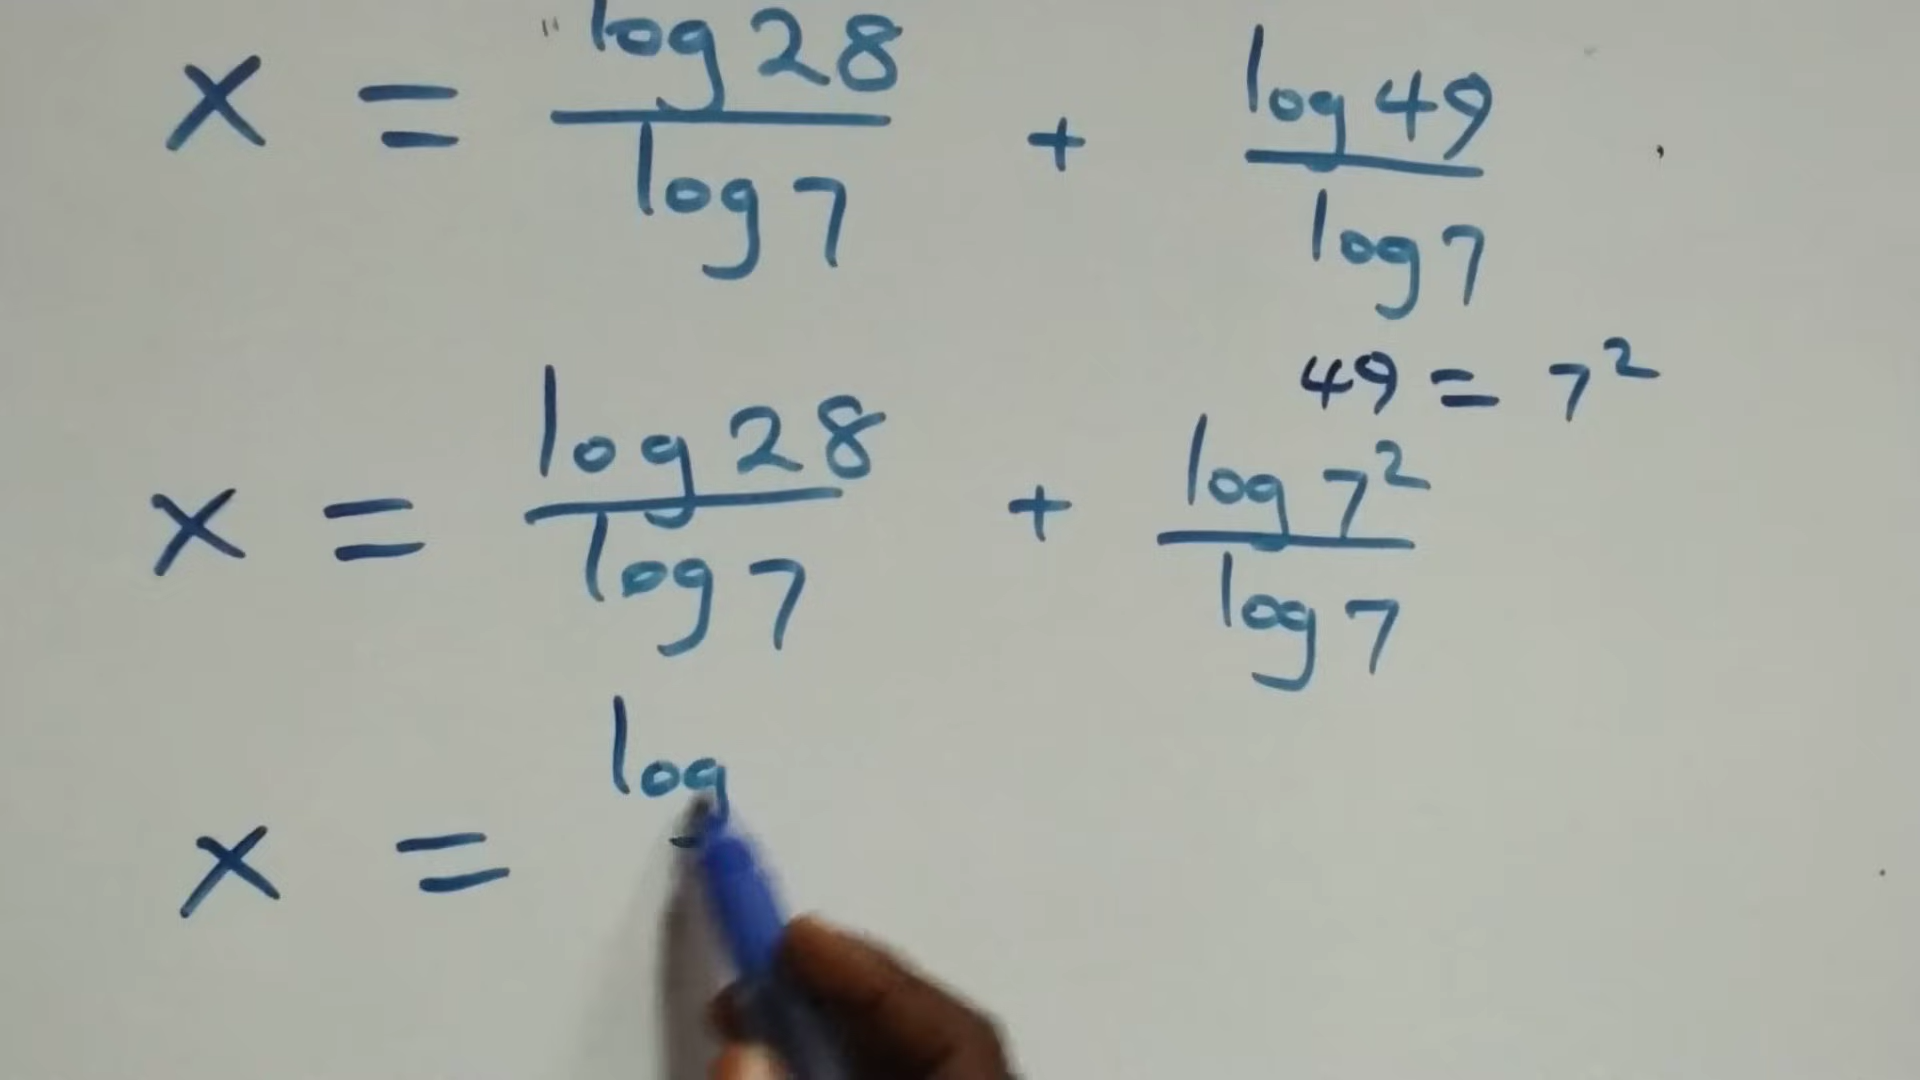 x = log 28 / log 7 + log 49 / log 7
49 = 7²
x = log 28 / log 7 + log 7² / log 7
x = log